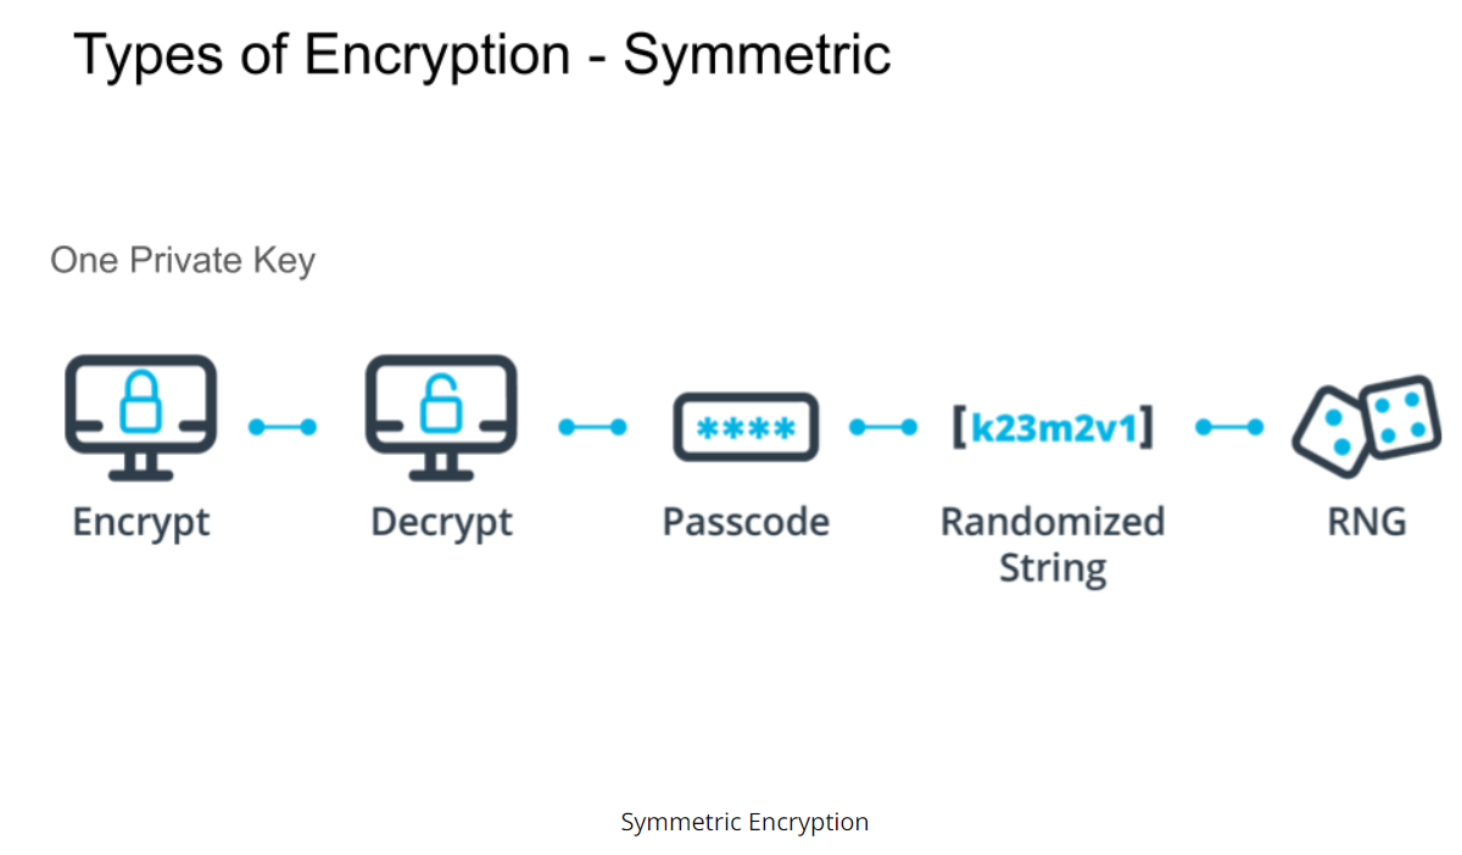 Types of Encryption - Symmetric
One Private Key
****
[k23m2v1]
Encrypt
Decrypt
Passcode
Randomized
String
RNG
Symmetric Encryption